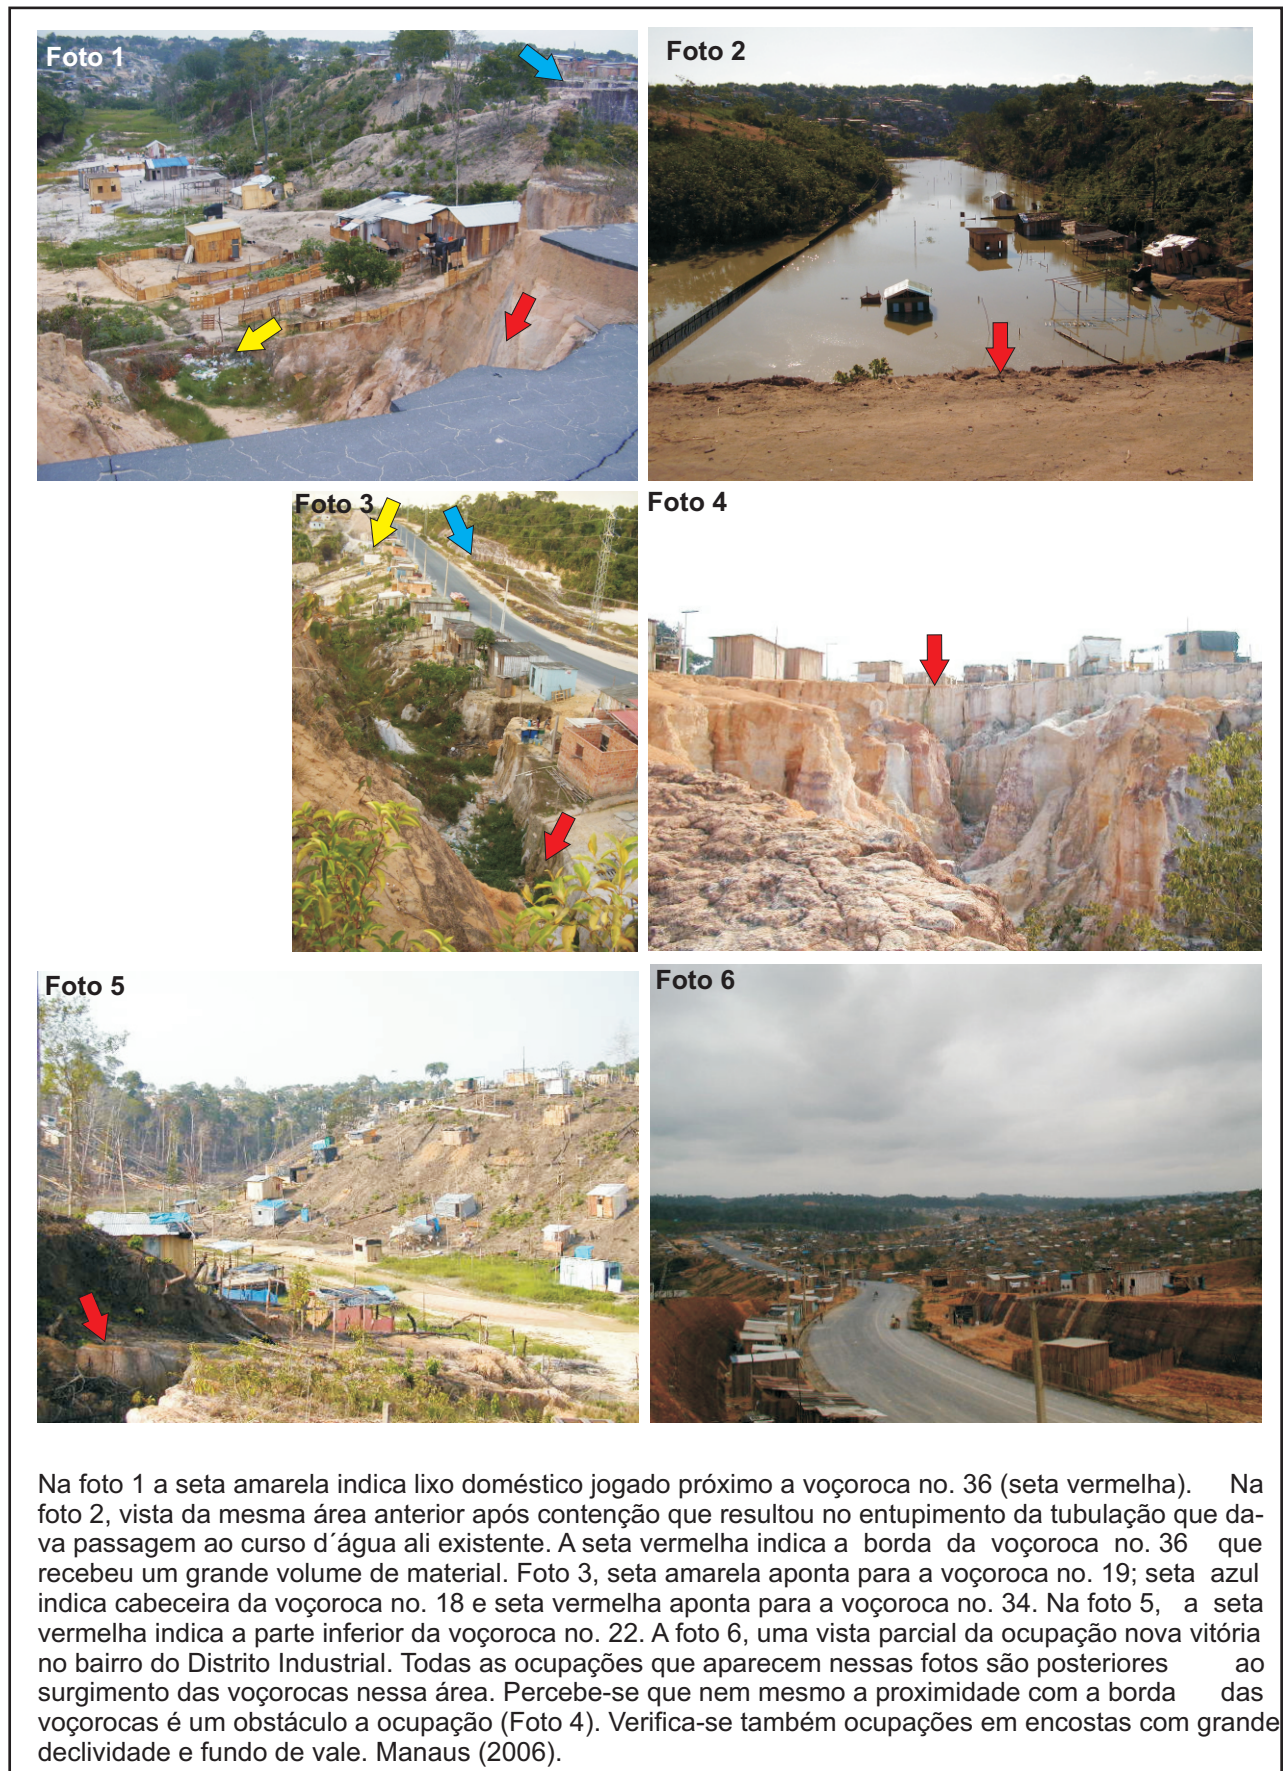 Foto 1
Foto 2
Foto 3
Foto 4
Foto 5
Foto 6
Na foto 1 a seta amarela indica lixo doméstico jogado próximo a voçoroca no. 36 (seta vermelha). Na
foto 2, vista da mesma área anterior após contenção que resultou no entupimento da tubulação que da-
va passagem ao curso d´água ali existente. A seta vermelha indica a borda da voçoroca no. 36 que
recebeu um grande volume de material. Foto 3, seta amarela aponta para a voçoroca no. 19; seta azul
indica cabeceira da voçoroca no. 18 e seta vermelha aponta para a voçoroca no. 34. Na foto 5, a seta
vermelha indica a parte inferior da voçoroca no. 22. A foto 6, uma vista parcial da ocupação nova vitória
no bairro do Distrito Industrial. Todas as ocupações que aparecem nessas fotos são posteriores ao
surgimento das voçorocas nessa área. Percebe-se que nem mesmo a proximidade com a borda das
voçorocas é um obstáculo a ocupação (Foto 4). Verifica-se também ocupações em encostas com grande
declividade e fundo de vale. Manaus (2006).